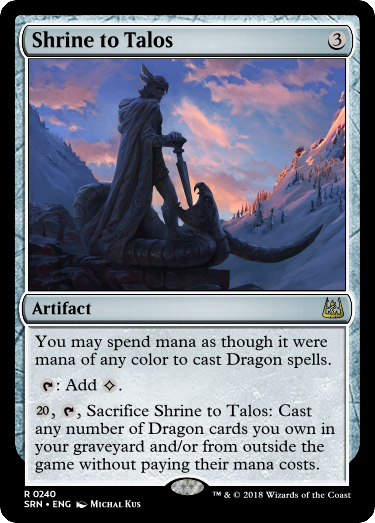 Shrine to Talos 3
Artifact
You may spend mana as though it were
mana of any color to cast Dragon spells.
: Add .
20, , Sacrifice Shrine to Talos: Cast
any number of Dragon cards you own in
your graveyard and/or from outside the
game without paying their mana costs.
R 0240
™ & © 2018 Wizards of the Coast
SRN • ENG Michal Kus